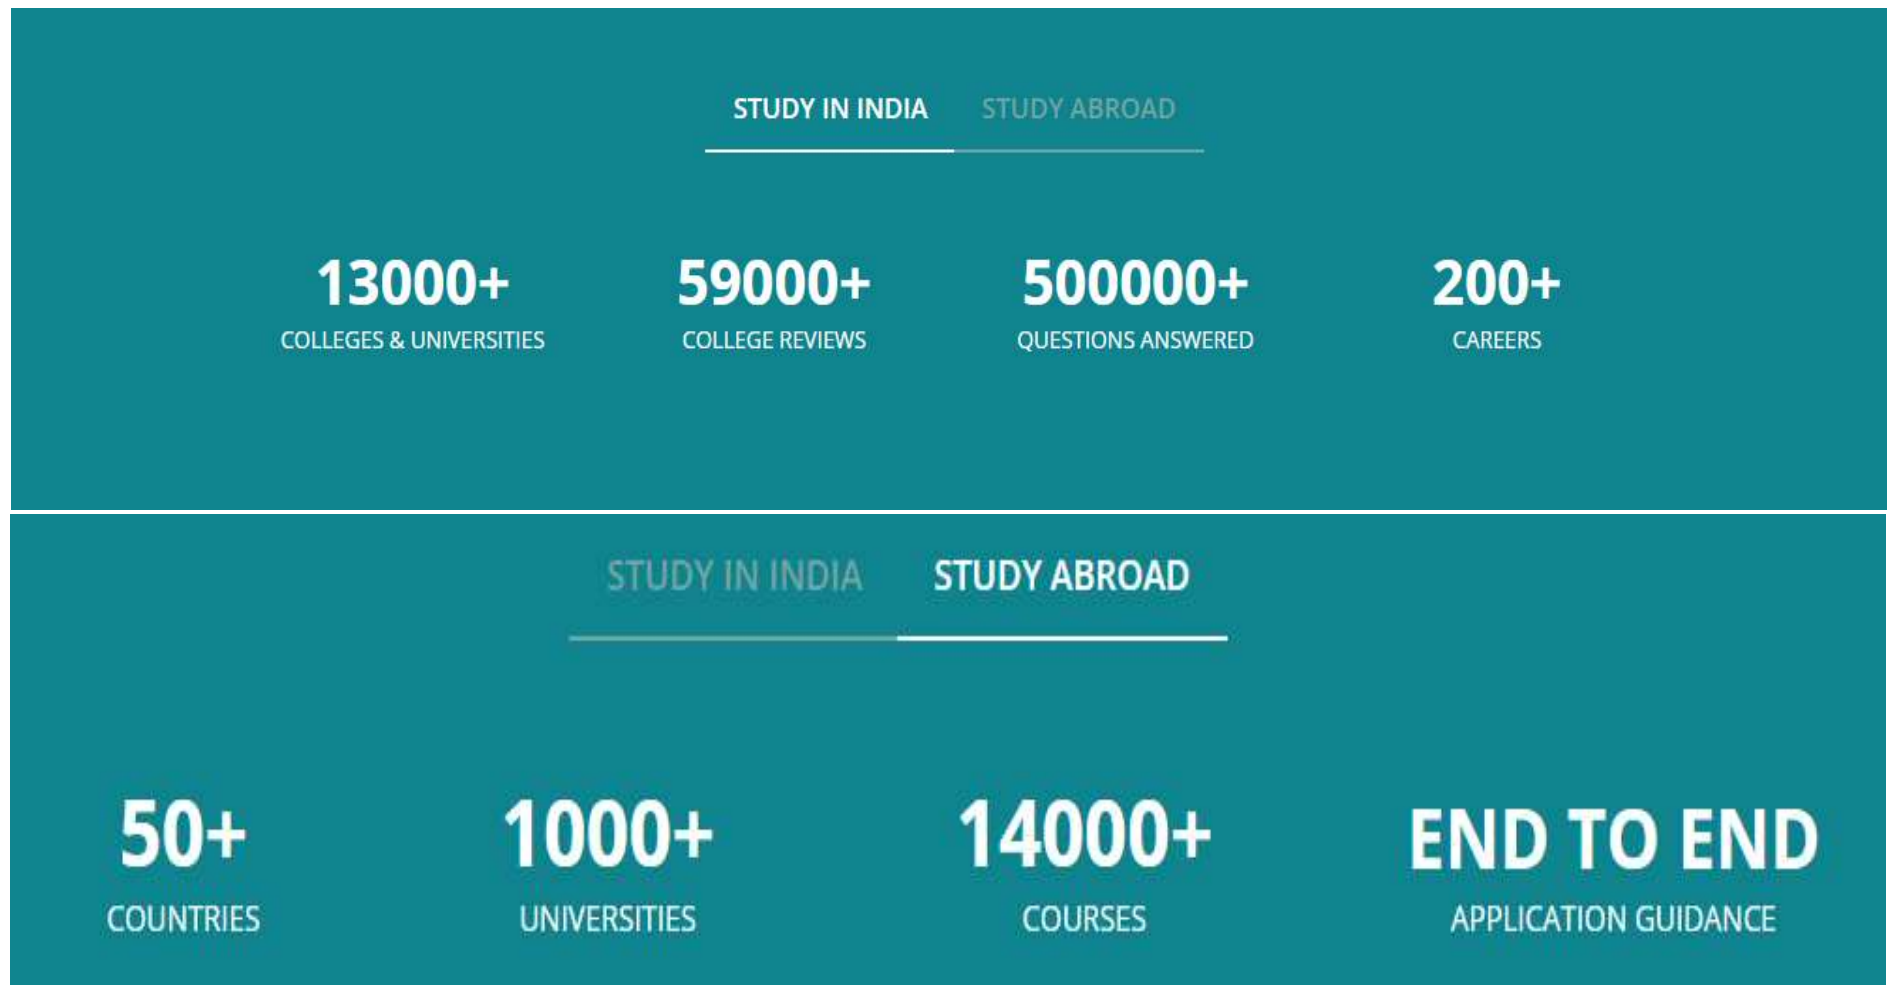 STUDY IN INDIA STUDY ABROAD
13000+ 59000+ 500000+ 200+
COLLEGES & UNIVERSITIES COLLEGE REVIEWS QUESTIONS ANSWERED CAREERS
STUDY IN INDIA STUDY ABROAD
50+ 1000+ 14000+ END TO END
COUNTRIES UNIVERSITIES COURSES APPLICATION GUIDANCE